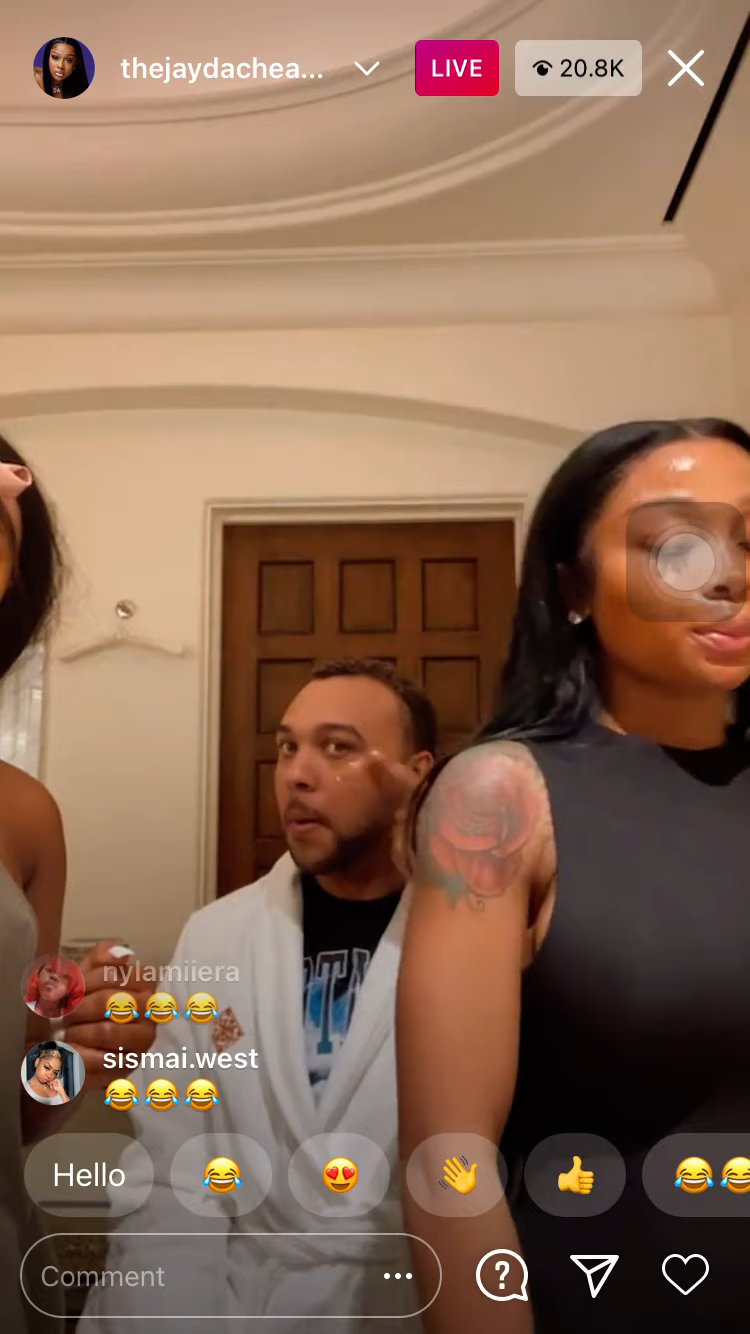 thejaydachea...
LIVE
20.8K
nylamiiera
😂😂😂
sismai.west
😂😂😂
Hello
Comment